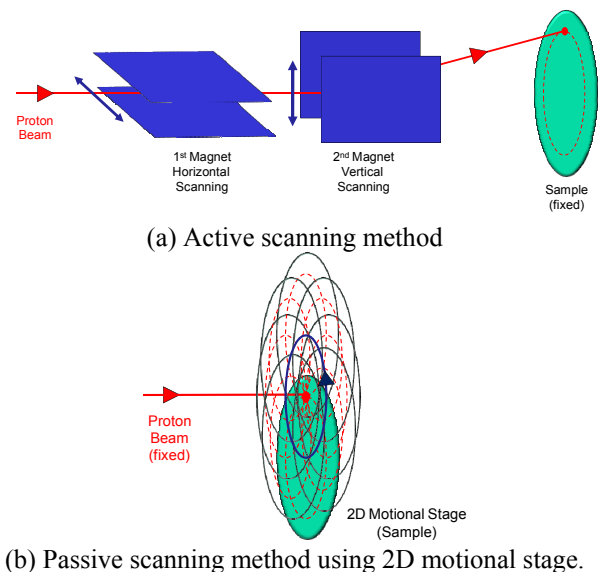 Proton
Beam
1st Magnet
Horizontal
Scanning
2nd Magnet
Vertical
Scanning
Sample
(fixed)
(a) Active scanning method
Proton
Beam
(fixed)
2D Motional Stage
(Sample)
(b) Passive scanning method using 2D motional stage.